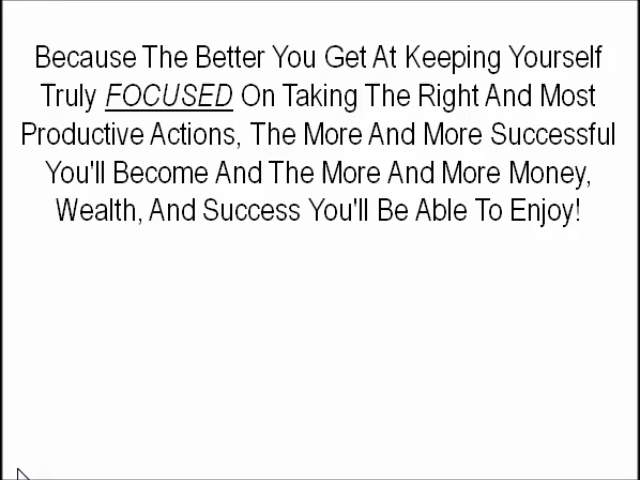 Because The Better You Get At Keeping Yourself
Truly FOCUSED On Taking The Right And Most
Productive Actions, The More And More Successful
You'll Become And The More And More Money,
Wealth, And Success You'll Be Able To Enjoy!